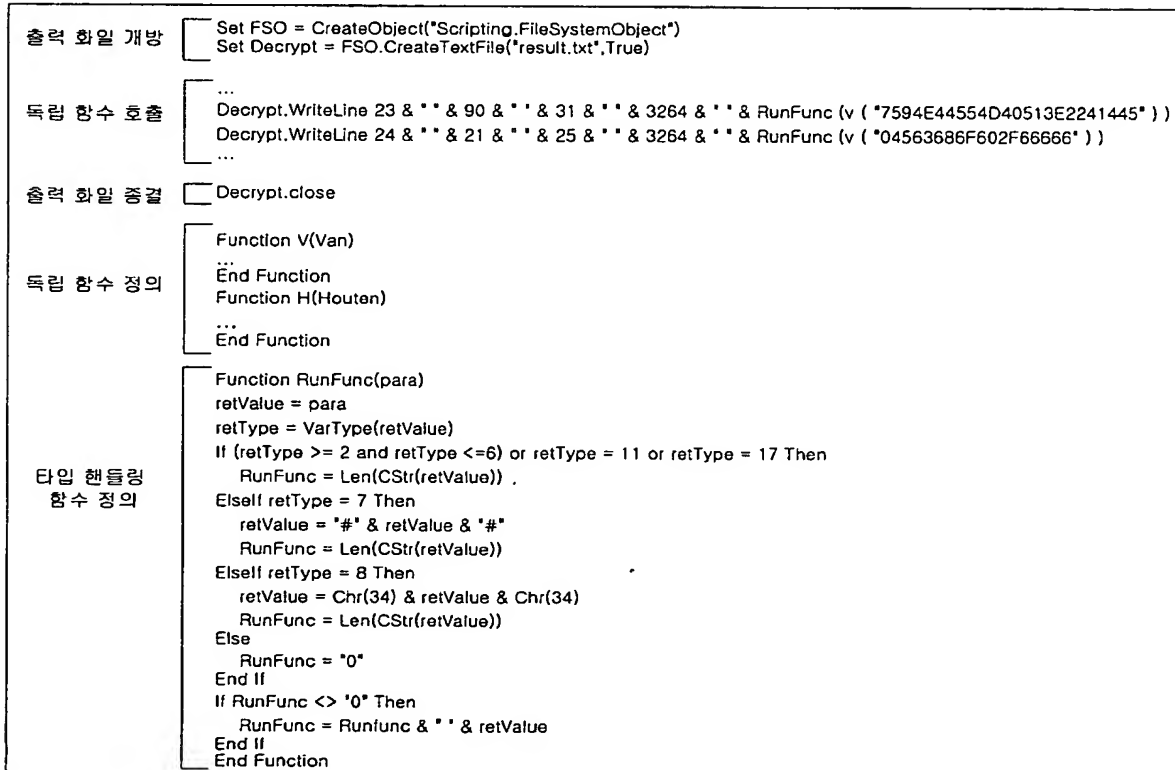 출력 화일 개방
Set FSO = CreateObject("Scripting.FileSystemObject")
Set Decrypt = FSO.CreateTextFile("result.txt",True)
독립 함수 호출
...
Decrypt.WriteLine 23 & " " & 90 & " " & 31 & " " & 3264 & " " & RunFunc (v ( "7594E44554D40513E2241445" ) )
Decrypt.WriteLine 24 & " " & 21 & " " & 25 & " " & 3264 & " " & RunFunc (v ( "04563686F602F66666" ) )
...
출력 화일 종결
Decrypt.close
독립 함수 정의
Function V(Van)
...
End Function
Function H(Houten)
...
End Function
타입 핸들링
함수 정의
Function RunFunc(para)
retValue = para
retType = VarType(retValue)
If (retType >= 2 and retType <=6) or retType = 11 or retType = 17 Then
RunFunc = Len(CStr(retValue))
ElseIf retType = 7 Then
retValue = "#" & retValue & "#"
RunFunc = Len(CStr(retValue))
ElseIf retType = 8 Then
retValue = Chr(34) & retValue & Chr(34)
RunFunc = Len(CStr(retValue))
Else
RunFunc = "0"
End If
If RunFunc <> "0" Then
RunFunc = Runfunc & " " & retValue
End If
End Function